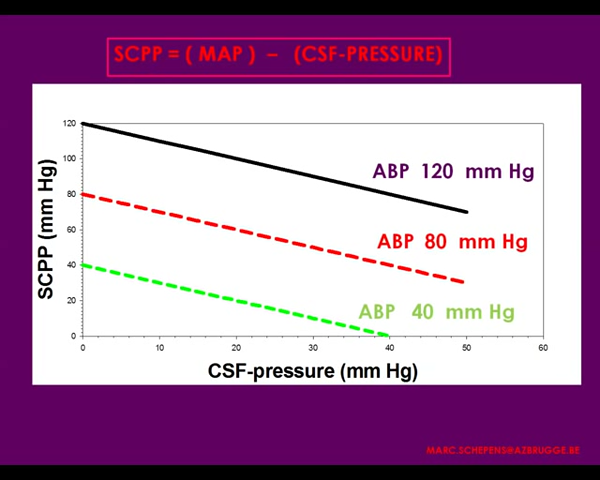 SCPP = ( MAP ) – (CSF-PRESSURE)
120
100
80
60
40
20
0
SCPP (mm Hg)
ABP 120 mm Hg
ABP 80 mm Hg
ABP 40 mm Hg
0 10 20 30 40 50 60
CSF-pressure (mm Hg)
MARC.SCHEPENS@AZBRUGGE.BE